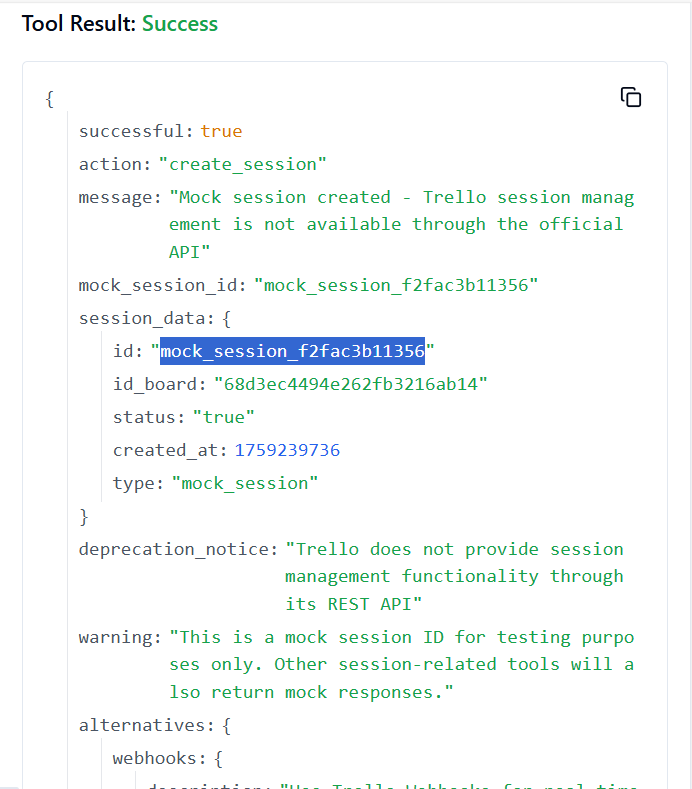 Tool Result: Success
{
successful: true
action: "create_session"
message: "Mock session created - Trello session manag
ement is not available through the official
API"
mock_session_id: "mock_session_f2fac3b11356"
session_data: {
id: "mock_session_f2fac3b11356"
id_board: "68d3ec4494e262fb3216ab14"
status: "true"
created_at: 1759239736
type: "mock_session"
}
deprecation_notice: "Trello does not provide session
management functionality through
its REST API"
warning: "This is a mock session ID for testing purpo
ses only. Other session-related tools will a
lso return mock responses."
alternatives: {
webhooks: {
description: "Use Trello Webhooks for real-time